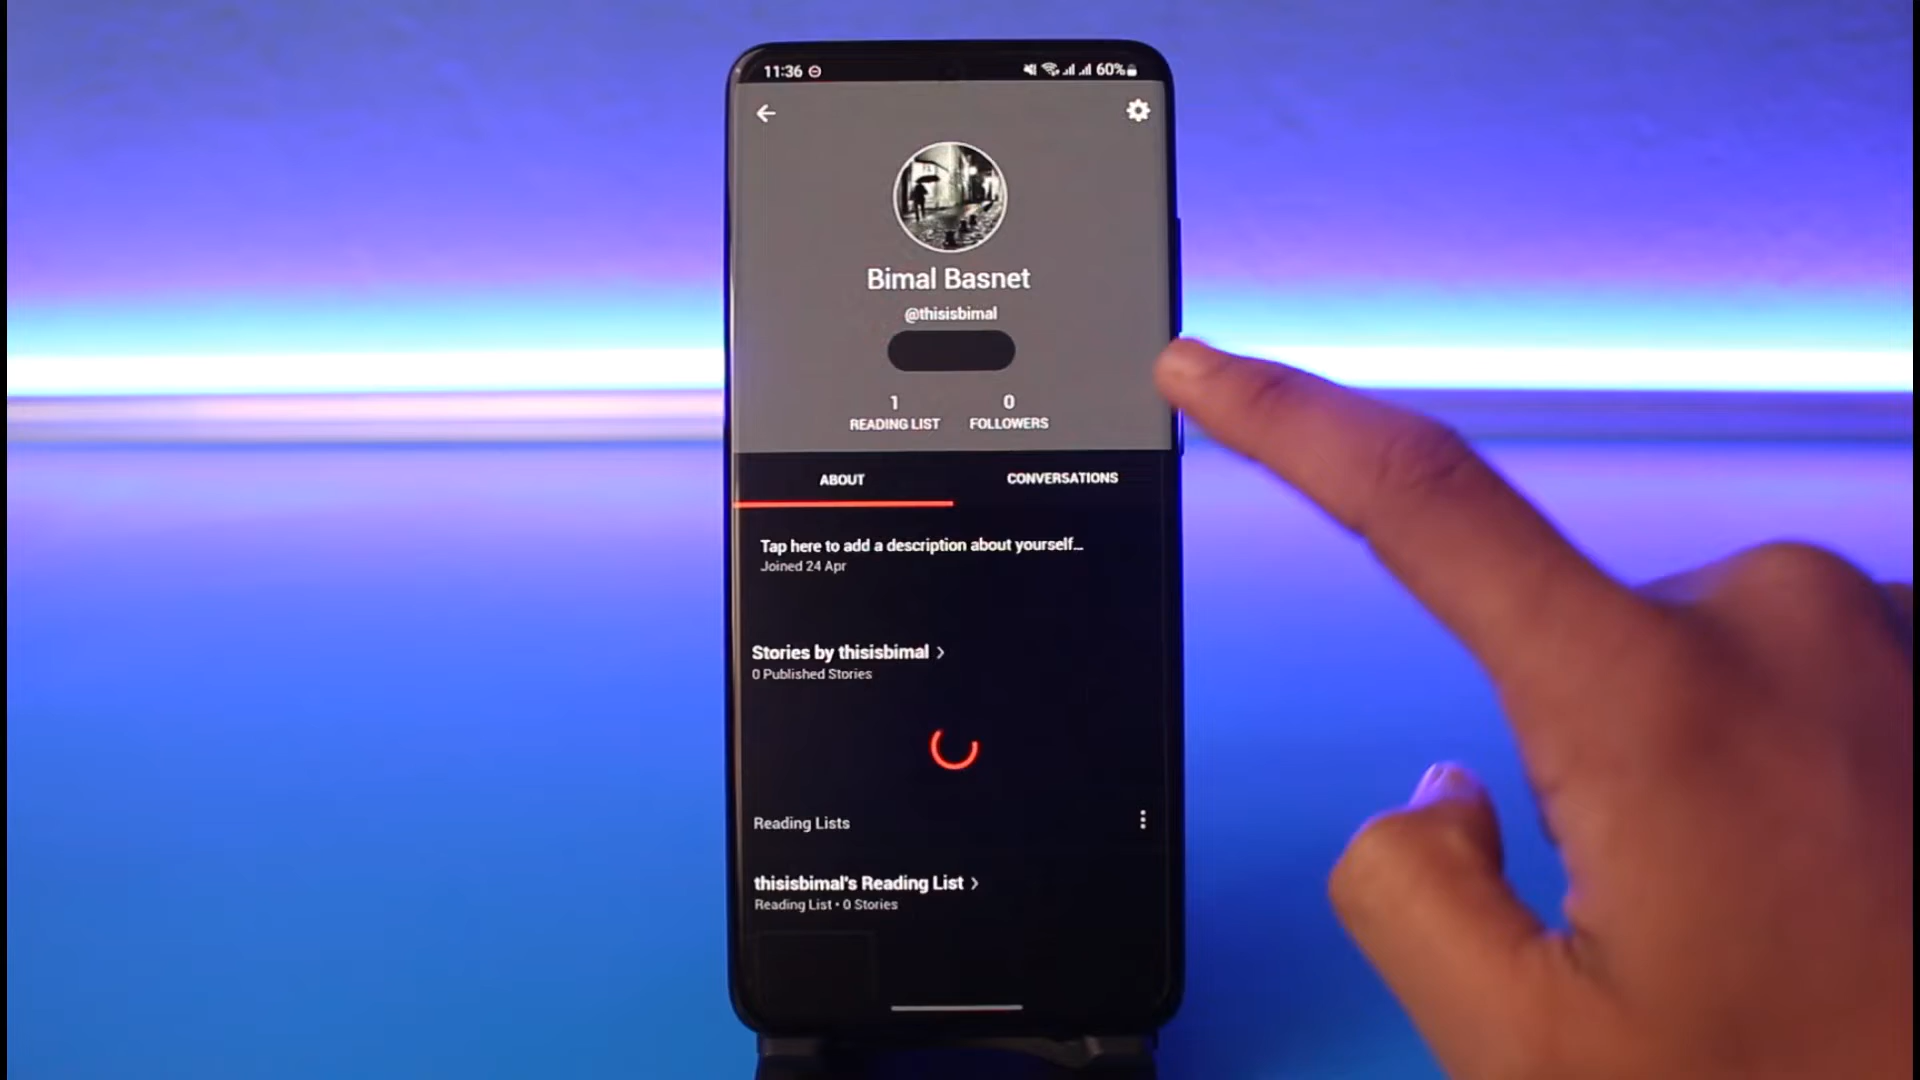 11:36 60%
Bimal Basnet
@thisisbimal
1 0
READING LIST FOLLOWERS
ABOUT CONVERSATIONS
Tap here to add a description about yourself...
Joined 24 Apr
Stories by thisisbimal >
0 Published Stories
Reading Lists
thisisbimal's Reading List >
Reading List • 0 Stories